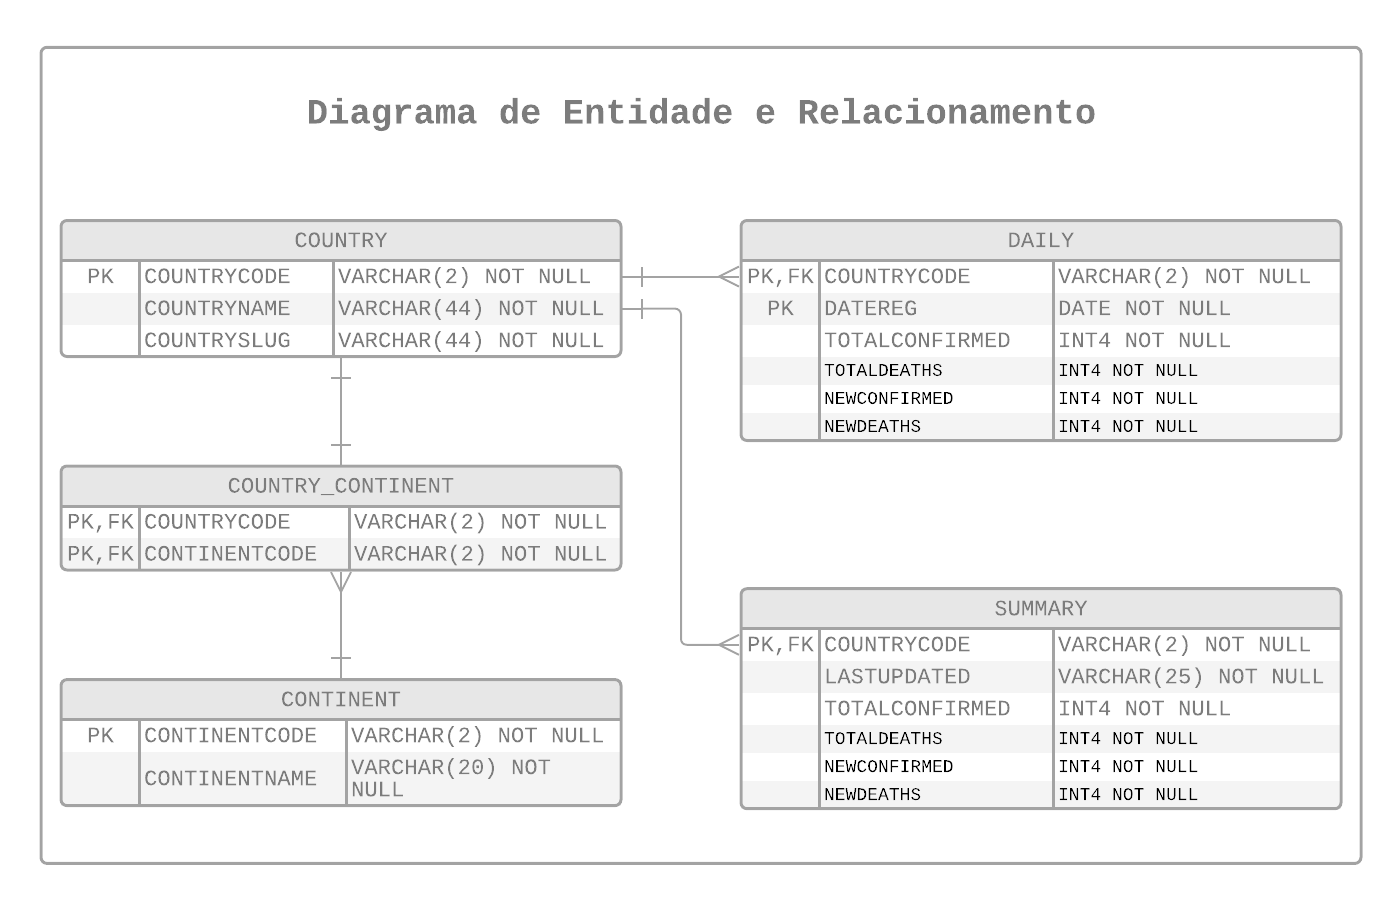 Diagrama de Entidade e Relacionamento
COUNTRY
PK COUNTRYCODE VARCHAR(2) NOT NULL
COUNTRYNAME VARCHAR(44) NOT NULL
COUNTRYSLUG VARCHAR(44) NOT NULL
DAILY
PK,FK COUNTRYCODE VARCHAR(2) NOT NULL
PK DATEREG DATE NOT NULL
TOTALCONFIRMED INT4 NOT NULL
TOTALDEATHS INT4 NOT NULL
NEWCONFIRMED INT4 NOT NULL
NEWDEATHS INT4 NOT NULL
COUNTRY_CONTINENT
PK,FK COUNTRYCODE VARCHAR(2) NOT NULL
PK,FK CONTINENTCODE VARCHAR(2) NOT NULL
CONTINENT
PK CONTINENTCODE VARCHAR(2) NOT NULL
CONTINENTNAME VARCHAR(20) NOT
NULL
SUMMARY
PK,FK COUNTRYCODE VARCHAR(2) NOT NULL
LASTUPDATED VARCHAR(25) NOT NULL
TOTALCONFIRMED INT4 NOT NULL
TOTALDEATHS INT4 NOT NULL
NEWCONFIRMED INT4 NOT NULL
NEWDEATHS INT4 NOT NULL